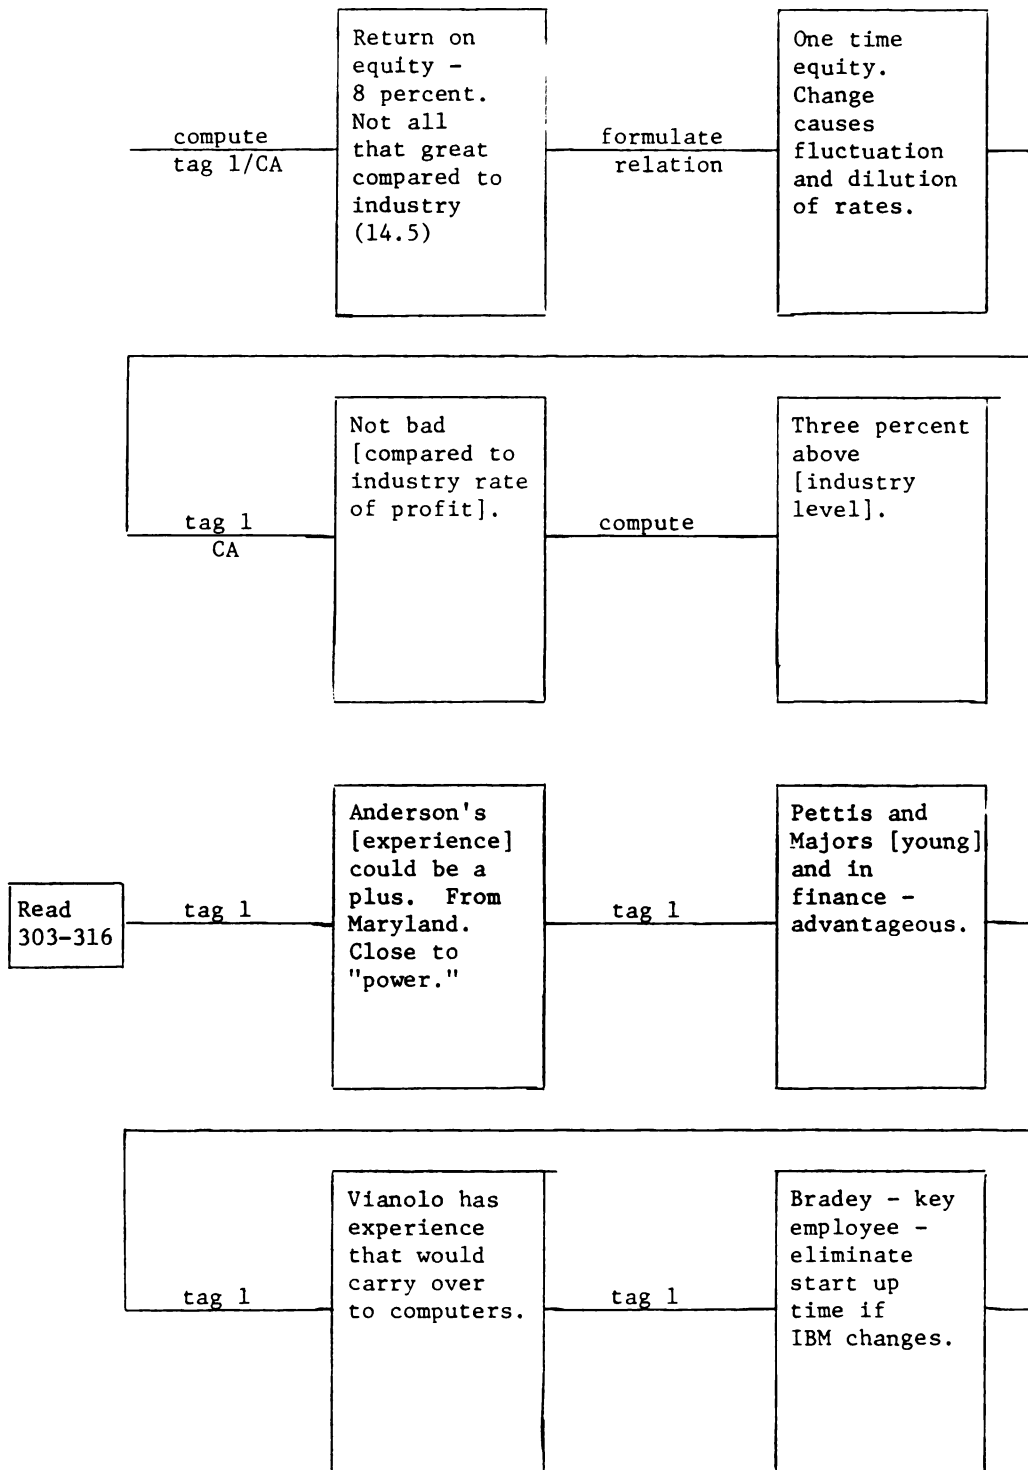 compute
tag 1/CA
Return on
equity -
8 percent.
Not all
that great
compared to
industry
(14.5)
formulate
relation
One time
equity.
Change
causes
fluctuation
and dilution
of rates.
tag 1
CA
Not bad
[compared to
industry rate
of profit].
compute
Three percent
above
[industry
level].
Read
303-316
tag 1
Anderson's
[experience]
could be a
plus. From
Maryland.
Close to
"power."
tag 1
Pettis and
Majors [young]
and in
finance -
advantageous.
tag 1
Vianolo has
experience
that would
carry over
to computers.
tag 1
Bradey - key
employee -
eliminate
start up
time if
IBM changes.